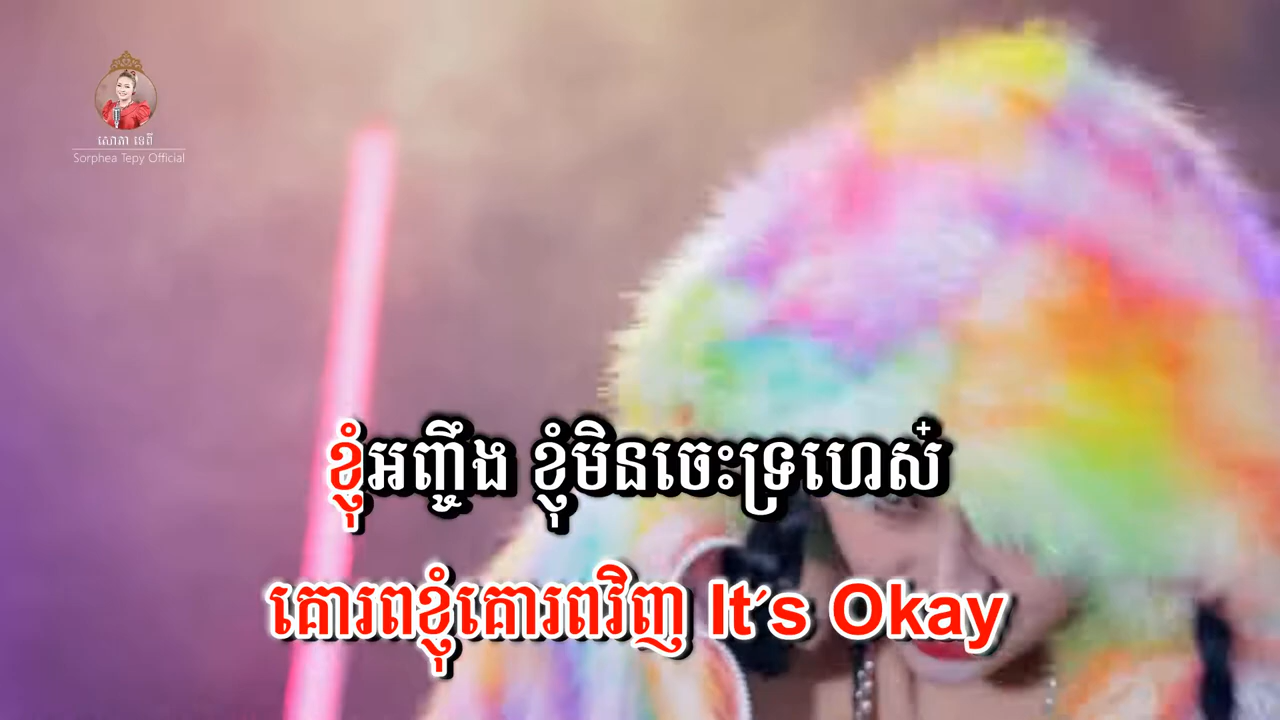 សោភា ទេពី
Sorphea Tepy Official
ខ្ញុំអញ្ចឹង ខ្ញុំមិនចេះទ្រហេស៎
គោរពខ្ញុំគោរពវិញ It's Okay